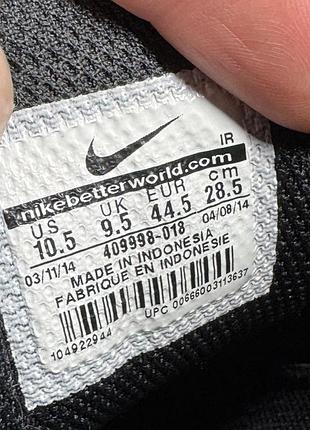 IR
nikebetterworld.com
US UK EUR cm
10.5 9.5 44.5 28.5
409998-018
03/11/14 04/08/14
MADE IN INDONESIA
FABRIQUE EN INDONESIE
104922944
UPC 00666003113637